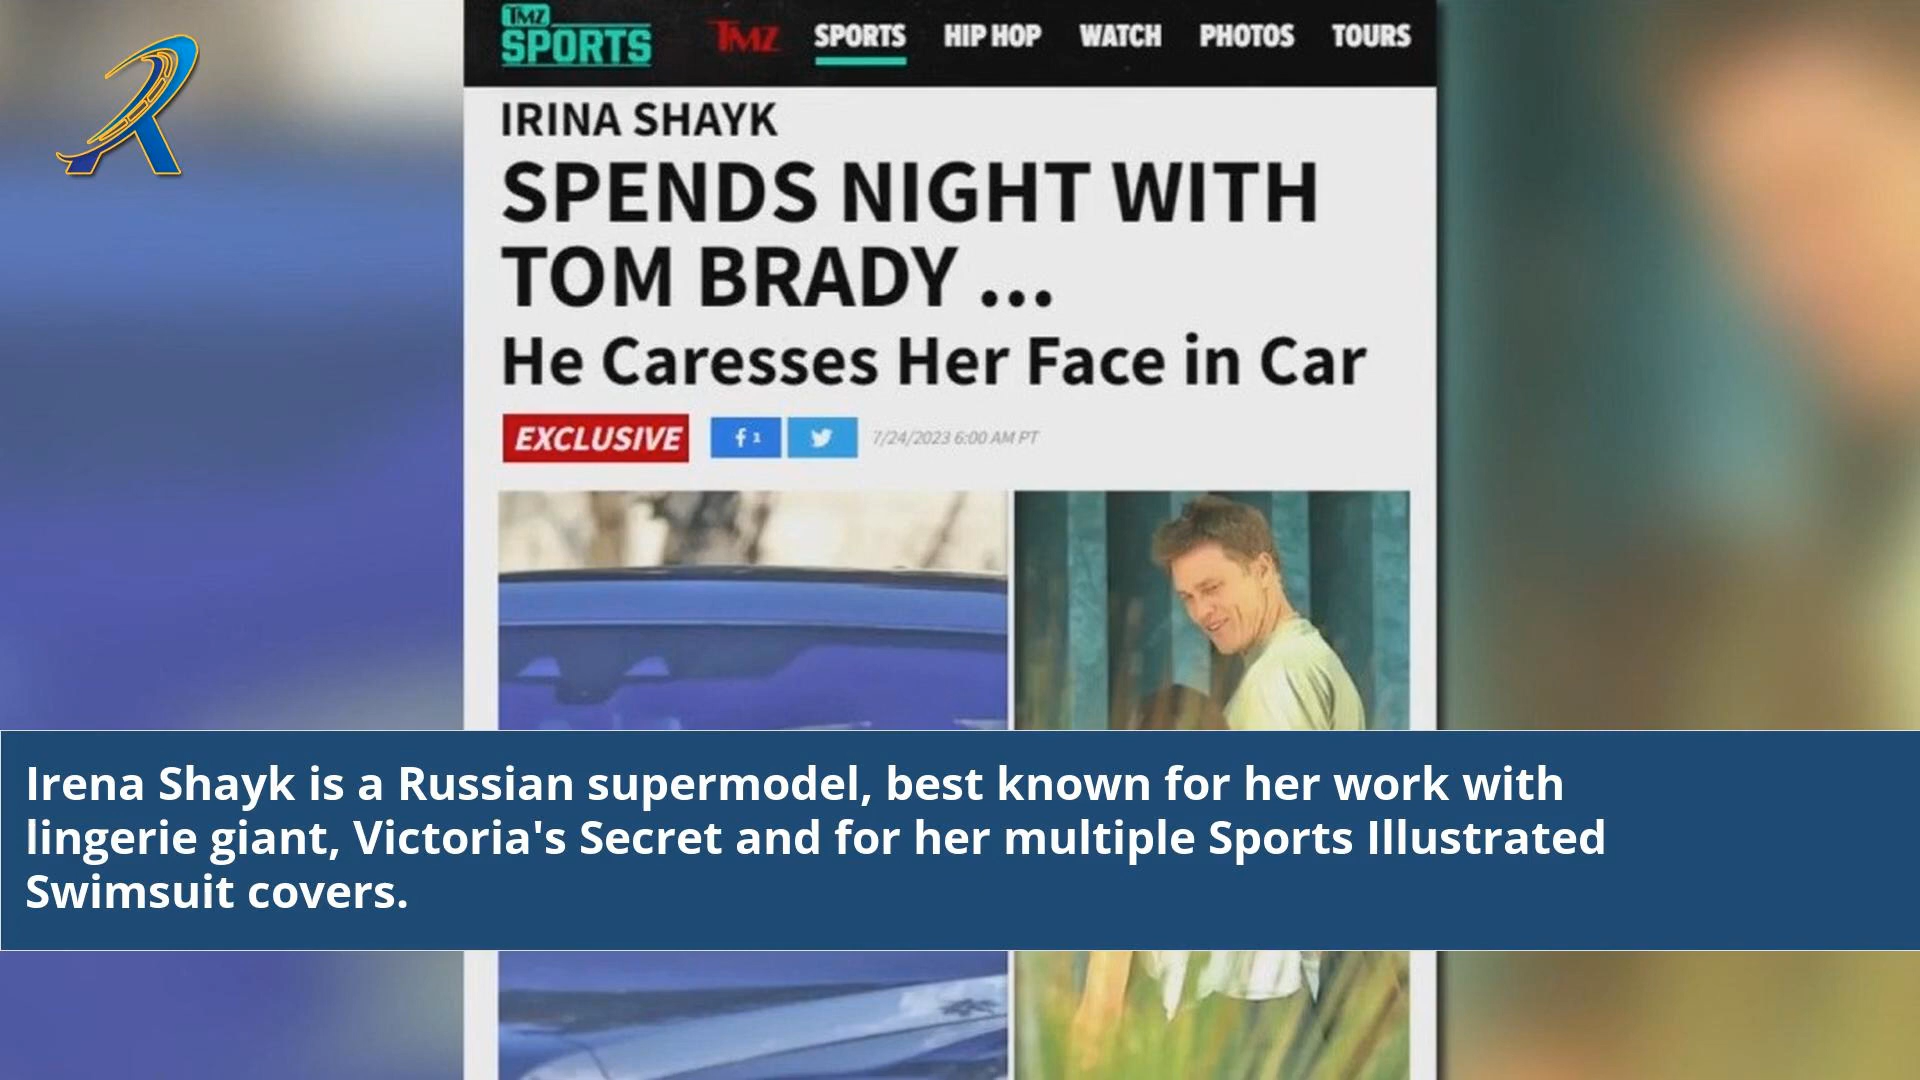 TMZ
SPORTS
TMZ SPORTS HIP HOP WATCH PHOTOS TOURS
IRINA SHAYK
SPENDS NIGHT WITH
TOM BRADY ...
He Caresses Her Face in Car
EXCLUSIVE
f 1
7/24/2023 6:00 AM PT
Irena Shayk is a Russian supermodel, best known for her work with
lingerie giant, Victoria's Secret and for her multiple Sports Illustrated
Swimsuit covers.